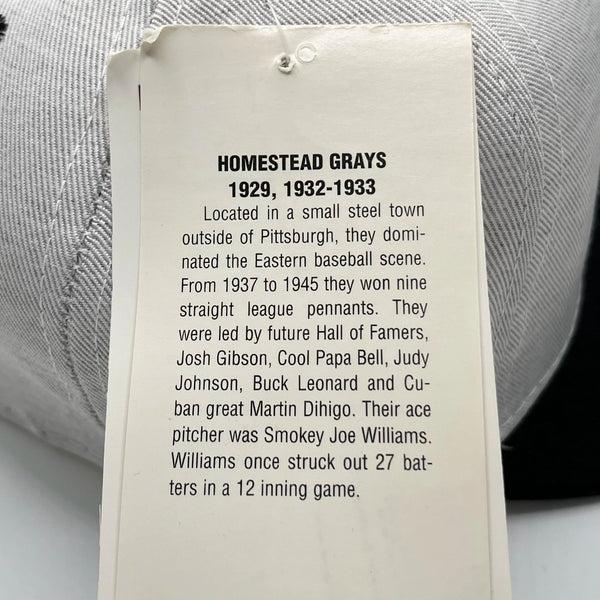 HOMESTEAD GRAYS
1929, 1932-1933
Located in a small steel town
outside of Pittsburgh, they domi-
nated the Eastern baseball scene.
From 1937 to 1945 they won nine
straight league pennants. They
were led by future Hall of Famers,
Josh Gibson, Cool Papa Bell, Judy
Johnson, Buck Leonard and Cu-
ban great Martin Dihigo. Their ace
pitcher was Smokey Joe Williams.
Williams once struck out 27 bat-
ters in a 12 inning game.